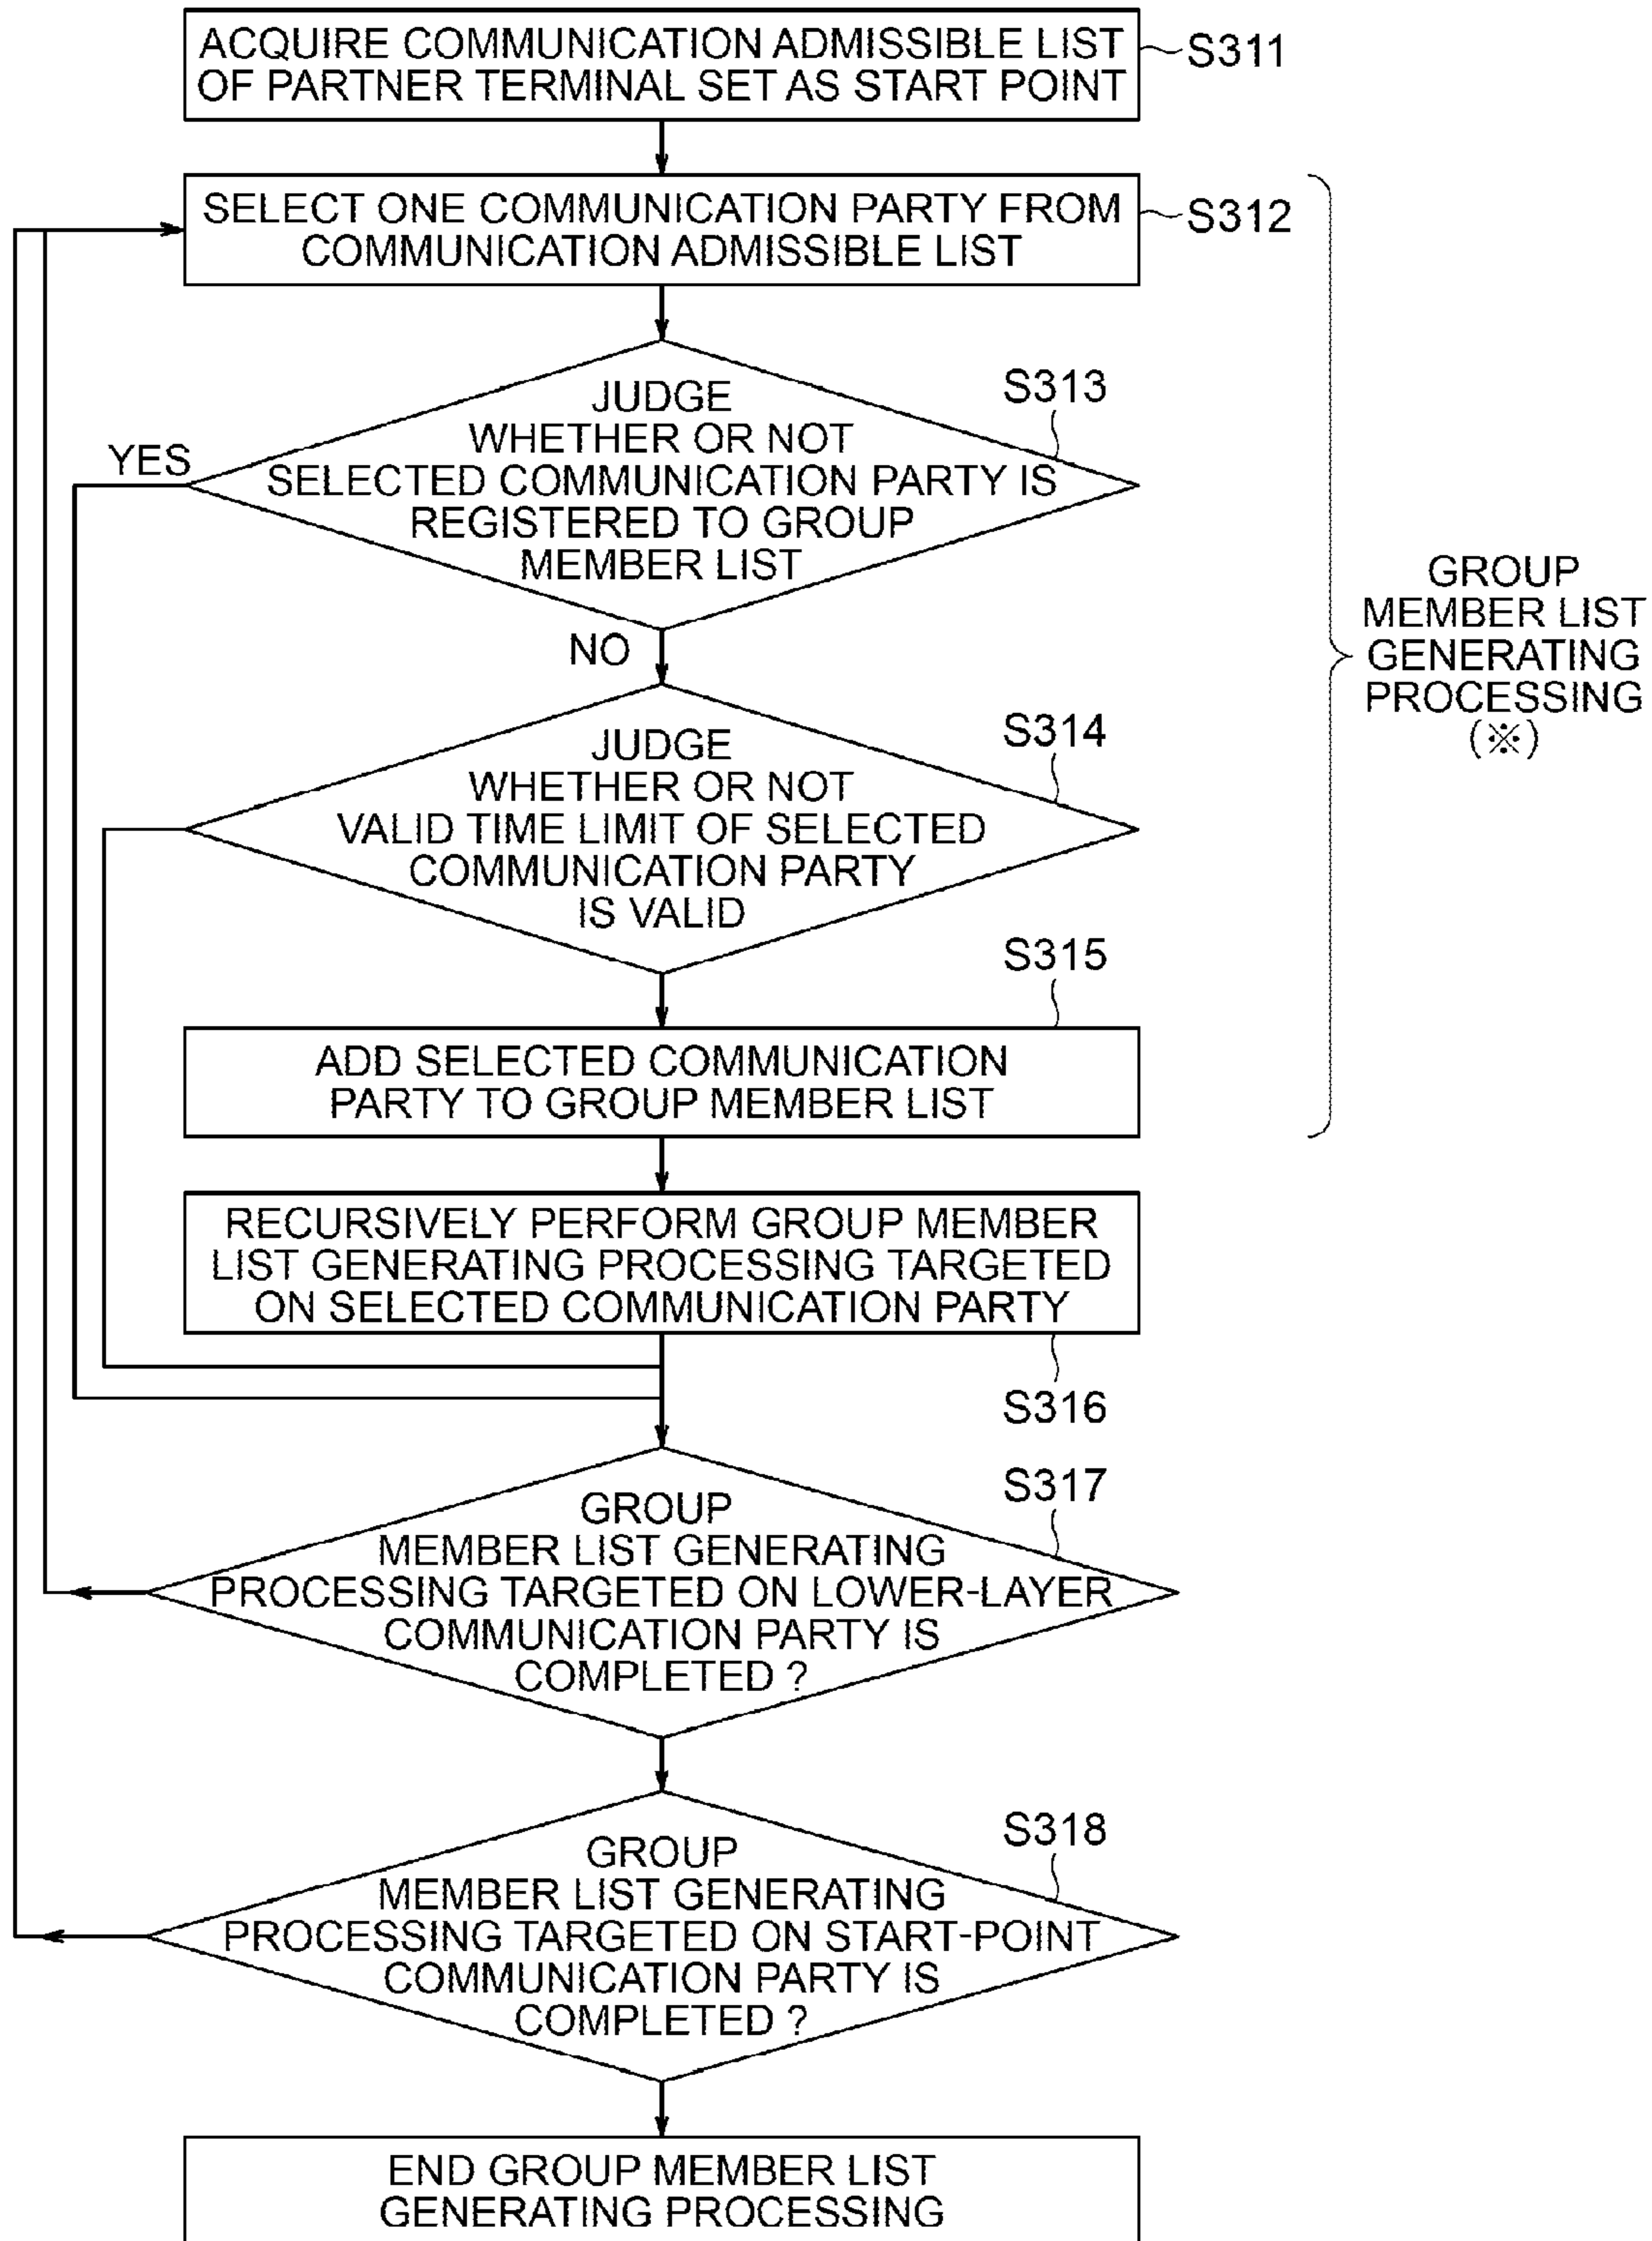 ACQUIRE COMMUNICATION ADMISSIBLE LIST
OF PARTNER TERMINAL SET AS START POINT
S311
SELECT ONE COMMUNICATION PARTY FROM
COMMUNICATION ADMISSIBLE LIST
S312
JUDGE
WHETHER OR NOT
SELECTED COMMUNICATION PARTY IS
REGISTERED TO GROUP
MEMBER LIST
S313
YES
NO
GROUP
MEMBER LIST
GENERATING
PROCESSING
(※)
JUDGE
WHETHER OR NOT
VALID TIME LIMIT OF SELECTED
COMMUNICATION PARTY
IS VALID
S314
S315
ADD SELECTED COMMUNICATION
PARTY TO GROUP MEMBER LIST
RECURSIVELY PERFORM GROUP MEMBER
LIST GENERATING PROCESSING TARGETED
ON SELECTED COMMUNICATION PARTY
S316
GROUP
MEMBER LIST GENERATING
PROCESSING TARGETED ON LOWER-LAYER
COMMUNICATION PARTY IS
COMPLETED ?
S317
GROUP
MEMBER LIST GENERATING
PROCESSING TARGETED ON START-POINT
COMMUNICATION PARTY IS
COMPLETED ?
S318
END GROUP MEMBER LIST
GENERATING PROCESSING